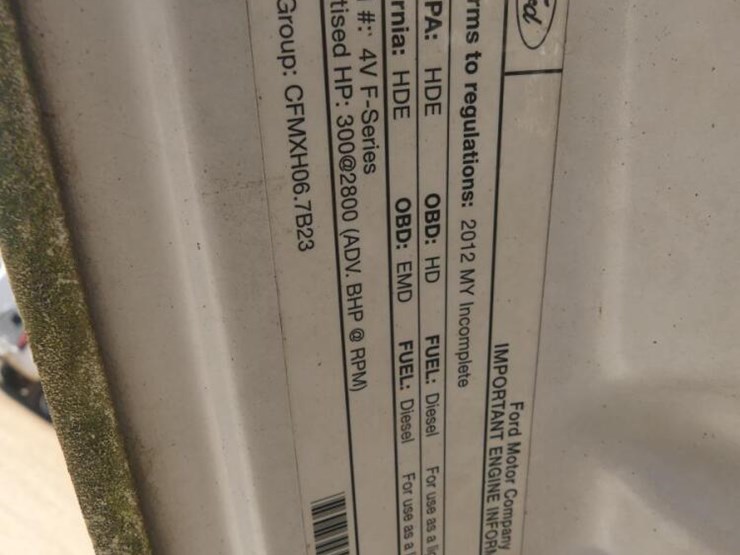 Ford Motor Company
IMPORTANT ENGINE
rms to regulations: 2012 MY Incomplete
PA: HDE OBD: HD FUEL: Diesel For use as a
rnia: HDE OBD: EMD FUEL: Diesel For use as a
#: 4V F-Series
tised HP: 300@2800 (ADV. BHP @ RPM)
Group: CFMXH06.7B23